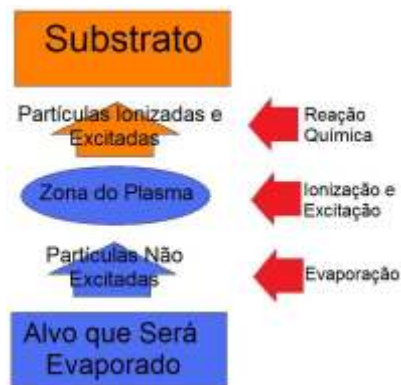 Substrato
Partículas Ionizadas e
Excitadas
Reação
Química
Zona do Plasma
Ionização e
Excitação
Partículas Não
Excitadas
Evaporação
Alvo que Será
Evaporado